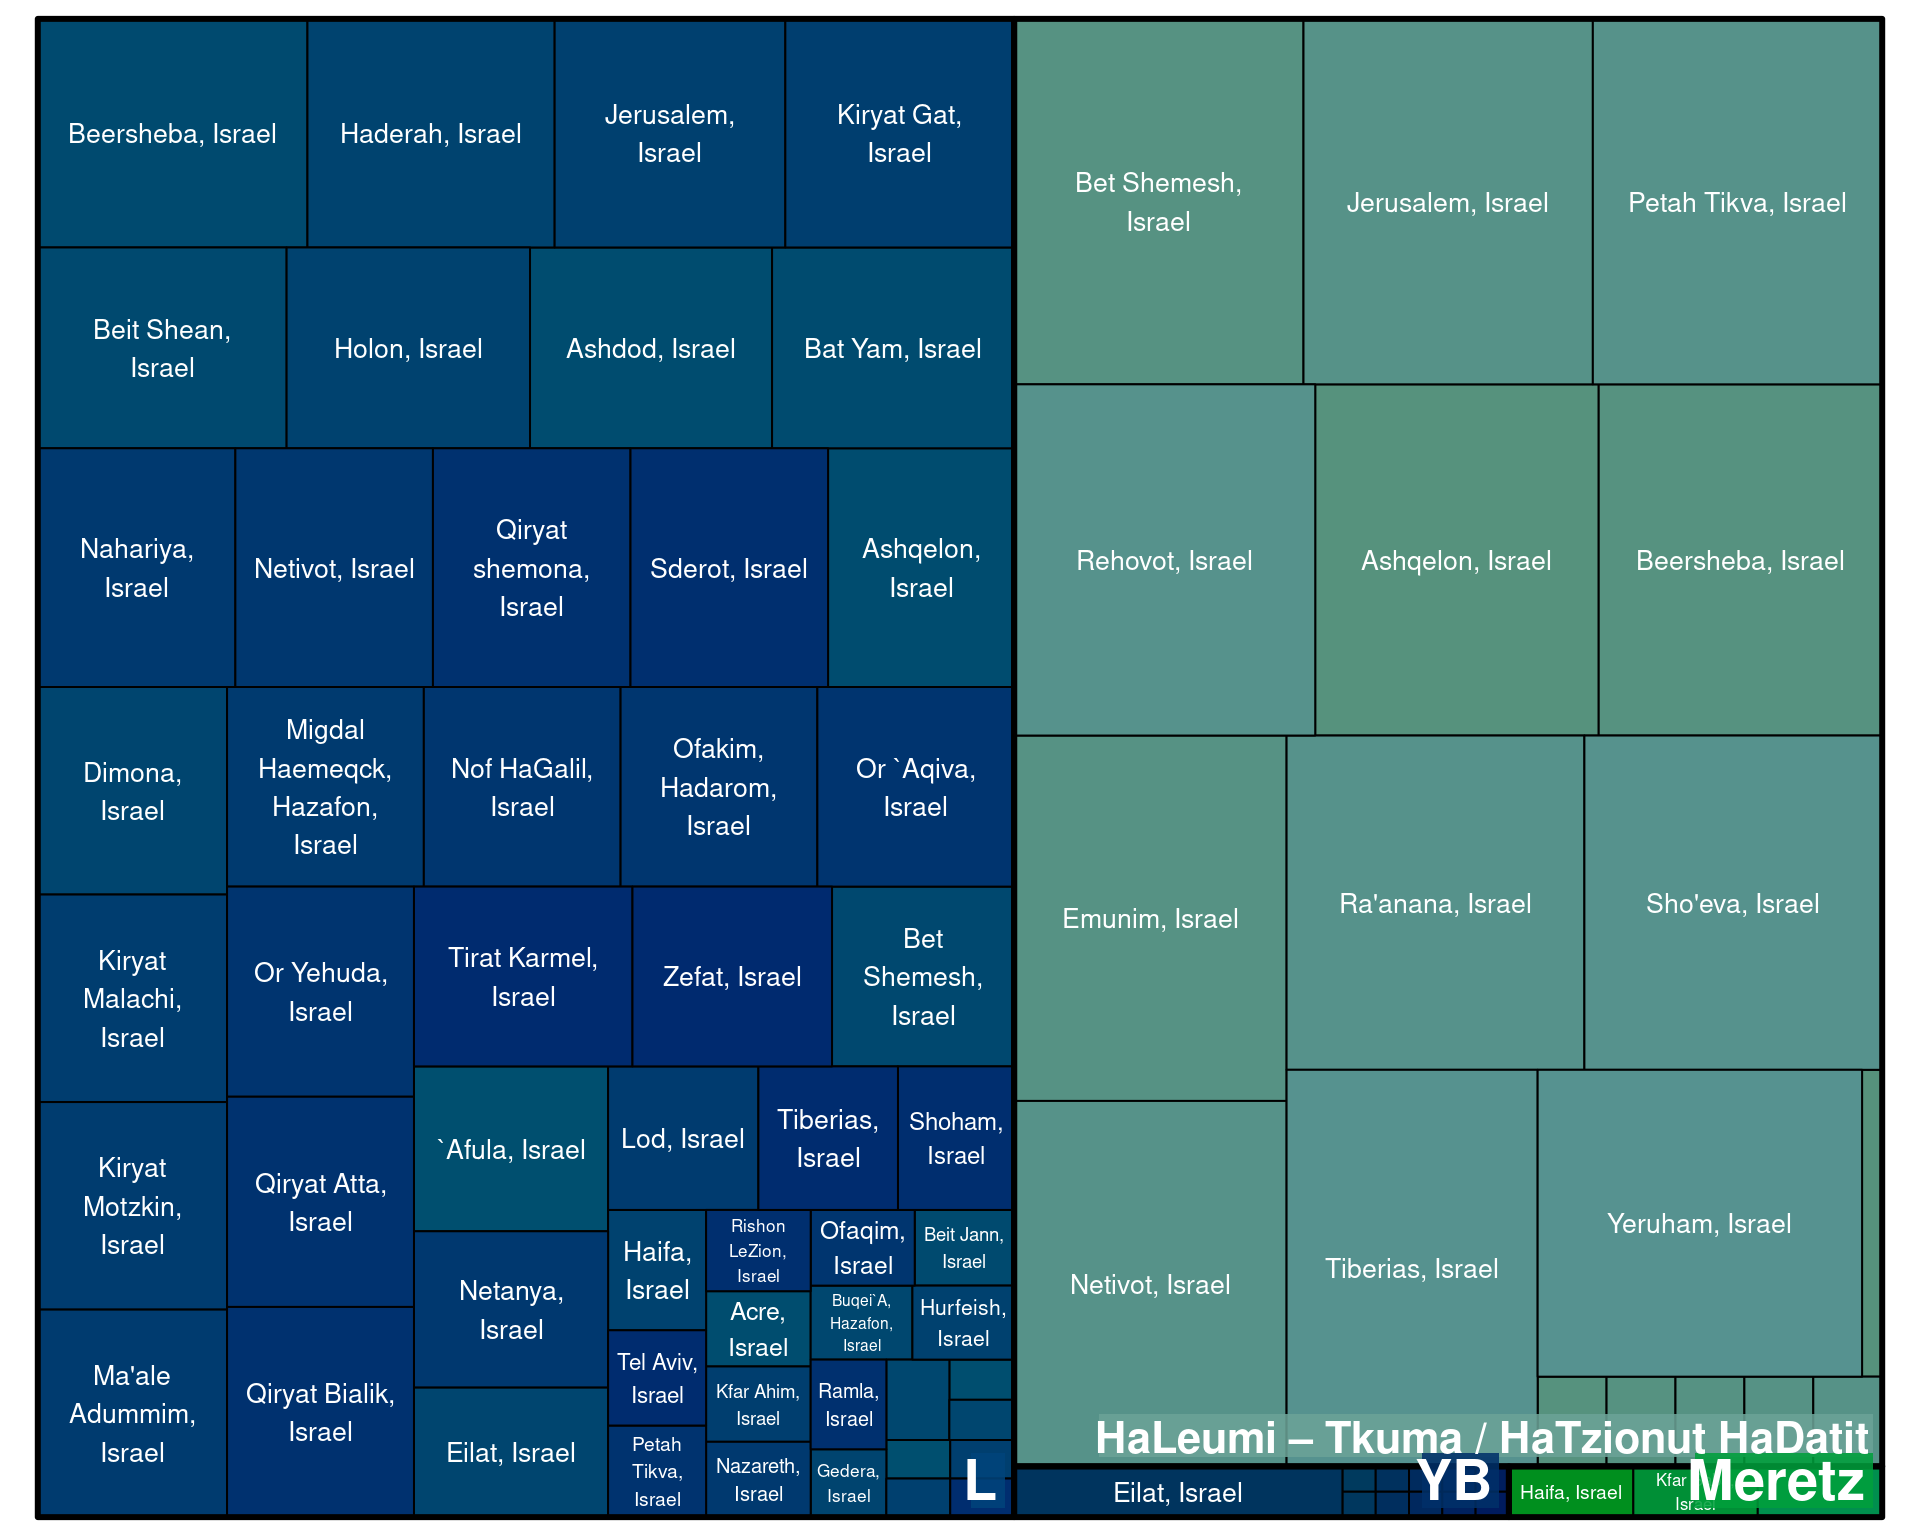 Beersheba, Israel
Haderah, Israel
Jerusalem,
Israel
Kiryat Gat,
Israel
Beit Shean,
Israel
Holon, Israel
Ashdod, Israel
Bat Yam, Israel
Nahariya,
Israel
Netivot, Israel
Qiryat
shemona,
Israel
Sderot, Israel
Ashqelon,
Israel
Dimona,
Israel
Migdal
Haemeqck,
Hazafon,
Israel
Nof HaGalil,
Israel
Ofakim,
Hadarom,
Israel
Or `Aqiva,
Israel
Kiryat
Malachi,
Israel
Or Yehuda,
Israel
Tirat Karmel,
Israel
Zefat, Israel
Bet
Shemesh,
Israel
Kiryat
Motzkin,
Israel
Qiryat Atta,
Israel
`Afula, Israel
Lod, Israel
Tiberias,
Israel
Shoham,
Israel
Ma'ale
Adummim,
Israel
Qiryat Bialik,
Israel
Netanya,
Israel
Eilat, Israel
Haifa,
Israel
Tel Aviv,
Israel
Petah
Tikva,
Israel
Rishon
LeZion,
Israel
Acre,
Israel
Kfar Ahim,
Israel
Nazareth,
Israel
Ofaqim,
Israel
Beit Jann,
Israel
Buqei`A,
Hazafon,
Israel
Hurfeish,
Israel
Ramla,
Israel
Gedera,
Israel
L
Bet Shemesh,
Israel
Jerusalem, Israel
Petah Tikva, Israel
Rehovot, Israel
Ashqelon, Israel
Beersheba, Israel
Emunim, Israel
Ra'anana, Israel
Sho'eva, Israel
Netivot, Israel
Tiberias, Israel
Yeruham, Israel
HaLeumi – Tkuma / HaTzionut HaDatit
Eilat, Israel
YB
Haifa, Israel
Kfar
Israel
Meretz